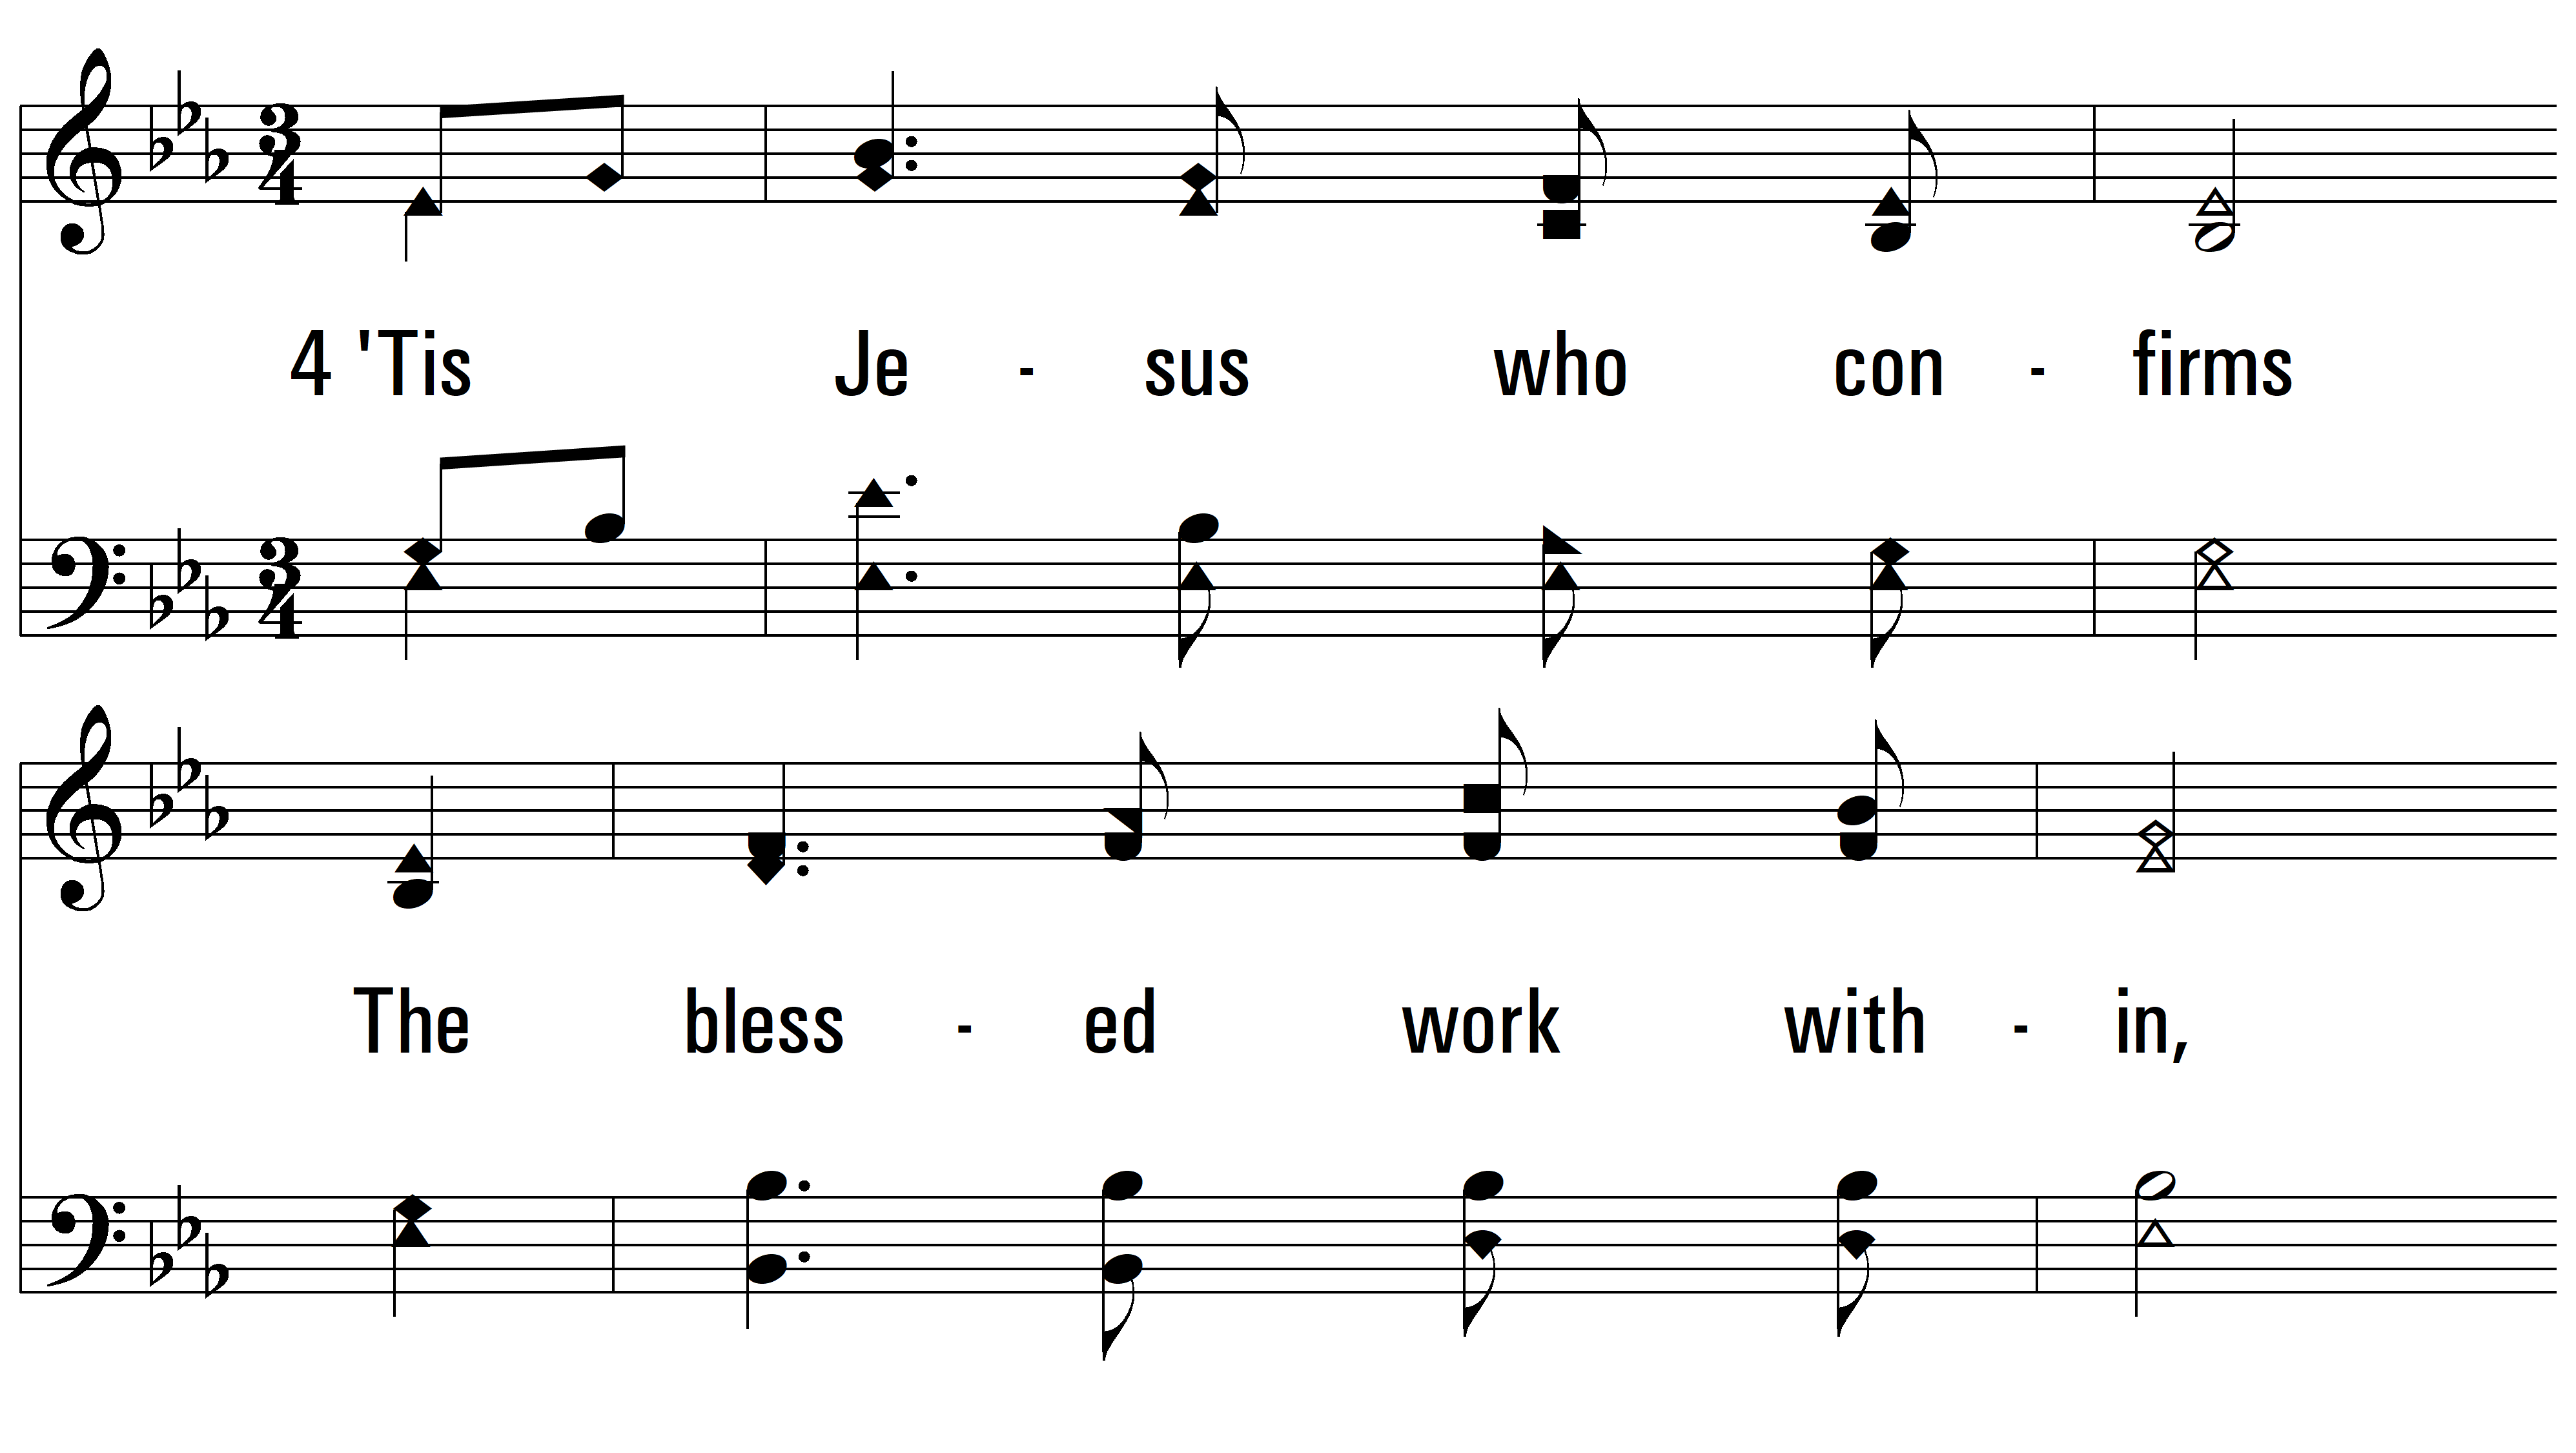 4 'Tis Je - sus who con - firms
The bless - ed work with - in,